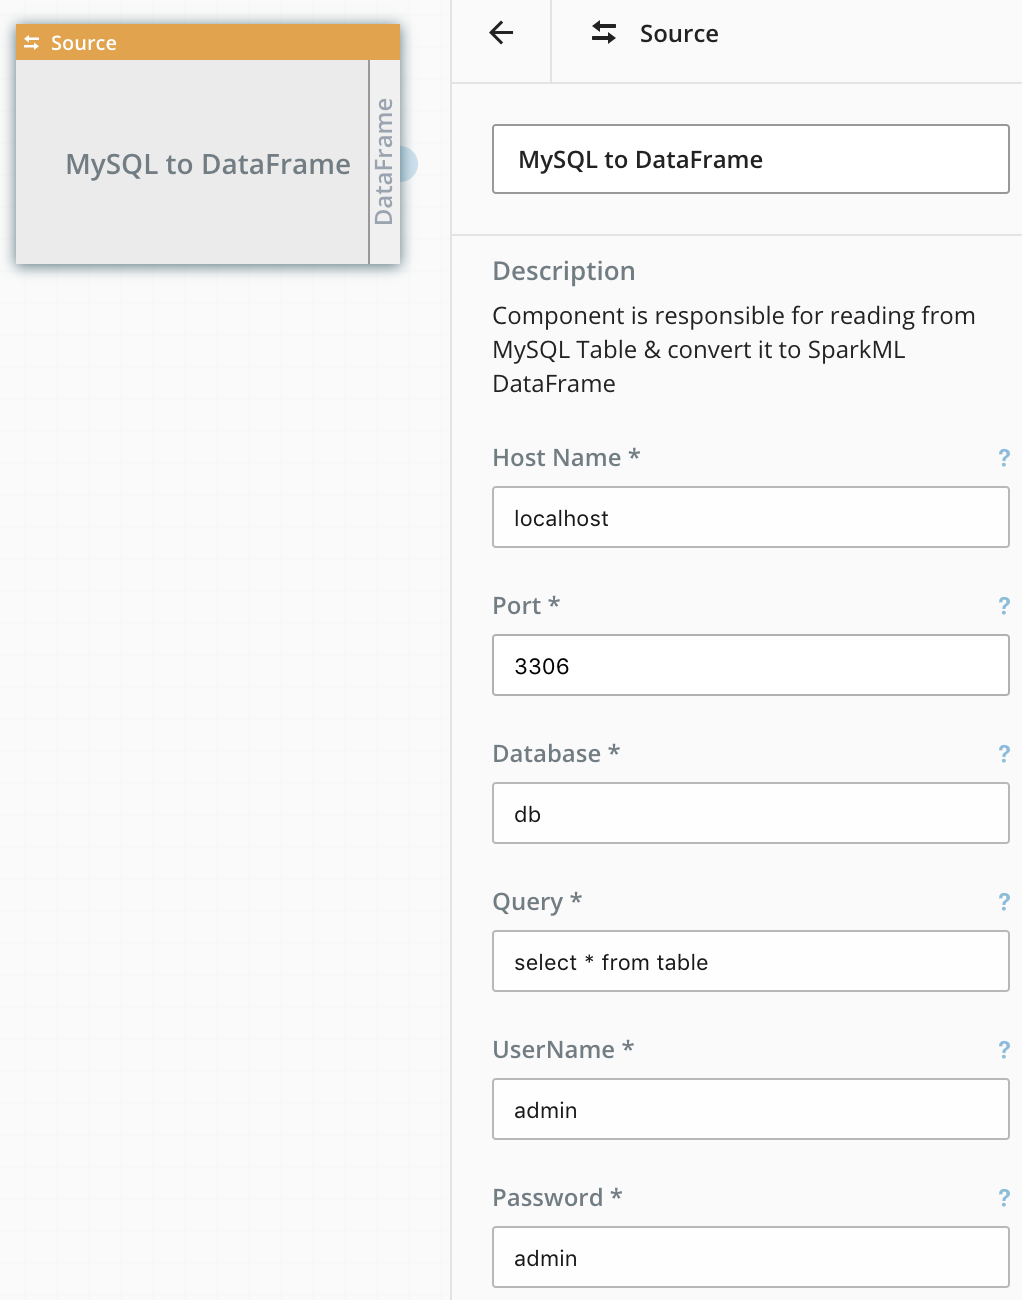 Source
MySQL to DataFrame
DataFrame
Source
MySQL to DataFrame
Description
Component is responsible for reading from
MySQL Table & convert it to SparkML
DataFrame
Host Name * ?
localhost
Port * ?
3306
Database * ?
db
Query * ?
select * from table
UserName * ?
admin
Password * ?
admin